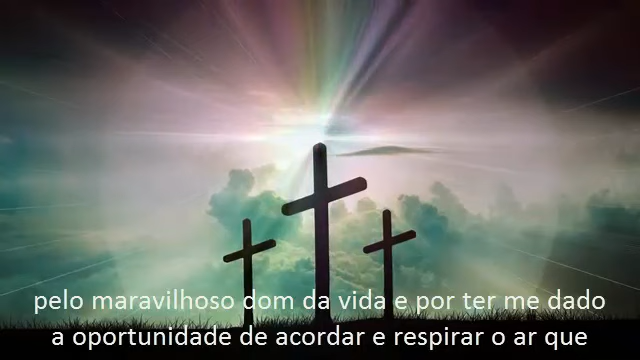 pelo maravilhoso dom da vida e por ter me dado
a oportunidade de acordar e respirar o ar que